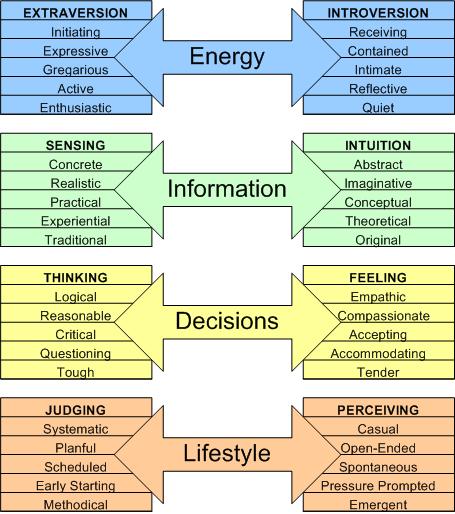 EXTRAVERSION
Initiating
Expressive
Gregarious
Active
Enthusiastic
Energy
INTROVERSION
Receiving
Contained
Intimate
Reflective
Quiet
SENSING
Concrete
Realistic
Practical
Experiential
Traditional
Information
INTUITION
Abstract
Imaginative
Conceptual
Theoretical
Original
THINKING
Logical
Reasonable
Critical
Questioning
Tough
Decisions
FEELING
Empathic
Compassionate
Accepting
Accommodating
Tender
JUDGING
Systematic
Planful
Scheduled
Early Starting
Methodical
Lifestyle
PERCEIVING
Casual
Open-Ended
Spontaneous
Pressure Prompted
Emergent